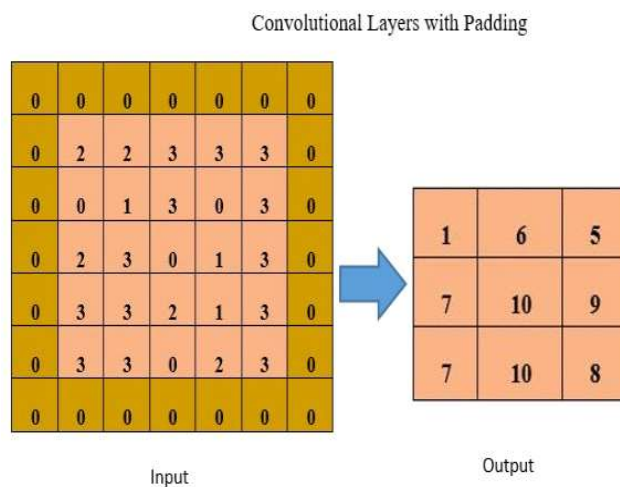 Convolutional Layers with Padding
0 0 0 0 0 0 0
0 2 2 3 3 3 0
0 0 1 3 0 3 0
0 2 3 0 1 3 0
0 3 3 2 1 3 0
0 3 3 0 2 3 0
0 0 0 0 0 0 0
Input
1 6 5
7 10 9
7 10 8
Output